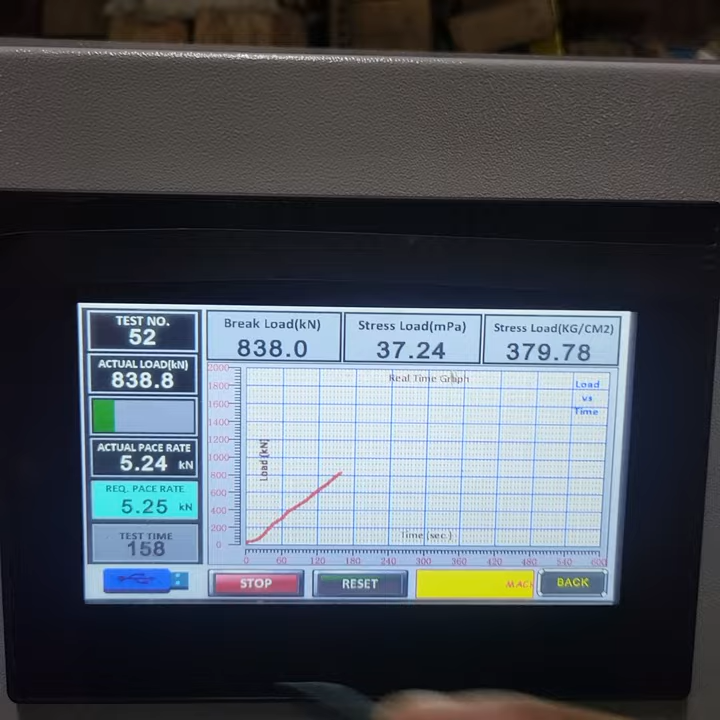 TEST NO.
52
ACTUAL LOAD(kN)
838.8
ACTUAL PACE RATE
5.24 kN
REQ. PACE RATE
5.25 kN
TEST TIME
158
Break Load(kN)
838.0
Stress Load(mPa)
37.24
Stress Load(KG/CM2)
379.78
Real Time Graph
Load
vs
Time
2000
1800
1600
1400
1200
1000
800
600
400
200
0
Load (kN)
Time (sec.)
0 60 120 180 240 300 360 420 480 540 600
STOP
RESET
MACH
BACK